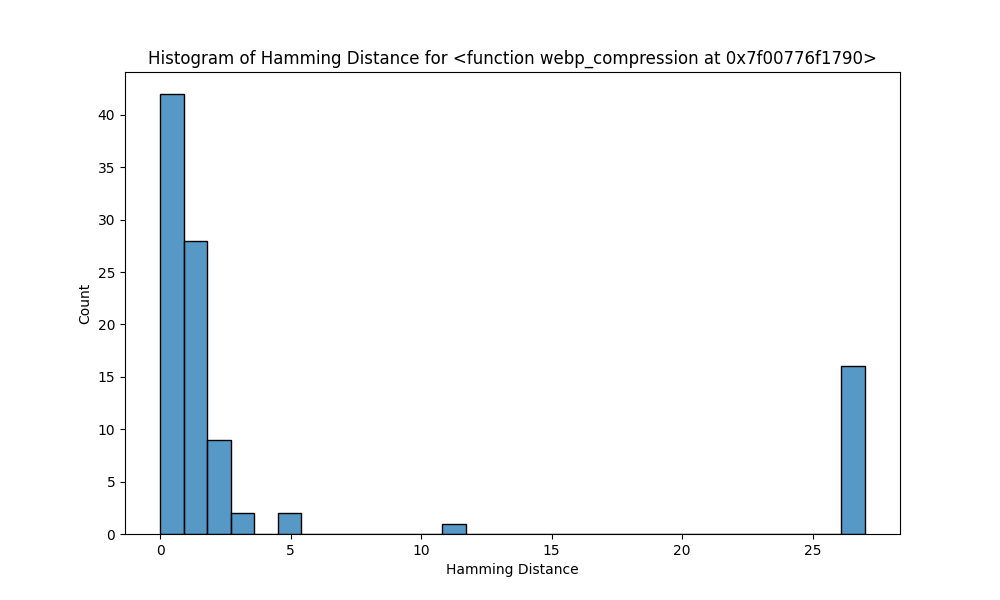 Histogram of Hamming Distance for <function webp_compression at 0x7f00776f1790>
40
35
30
25
20
15
10
5
0
Count
0 5 10 15 20 25
Hamming Distance